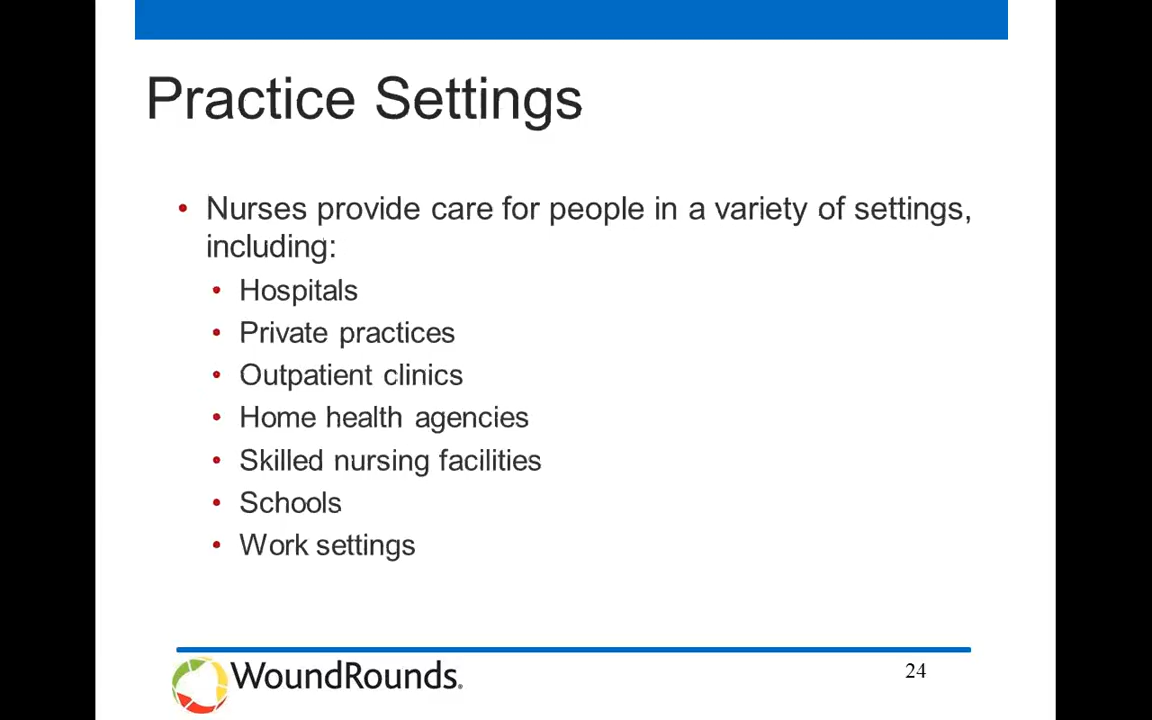 Practice Settings
• Nurses provide care for people in a variety of settings,
including:
• Hospitals
• Private practices
• Outpatient clinics
• Home health agencies
• Skilled nursing facilities
• Schools
• Work settings
WoundRounds.
24